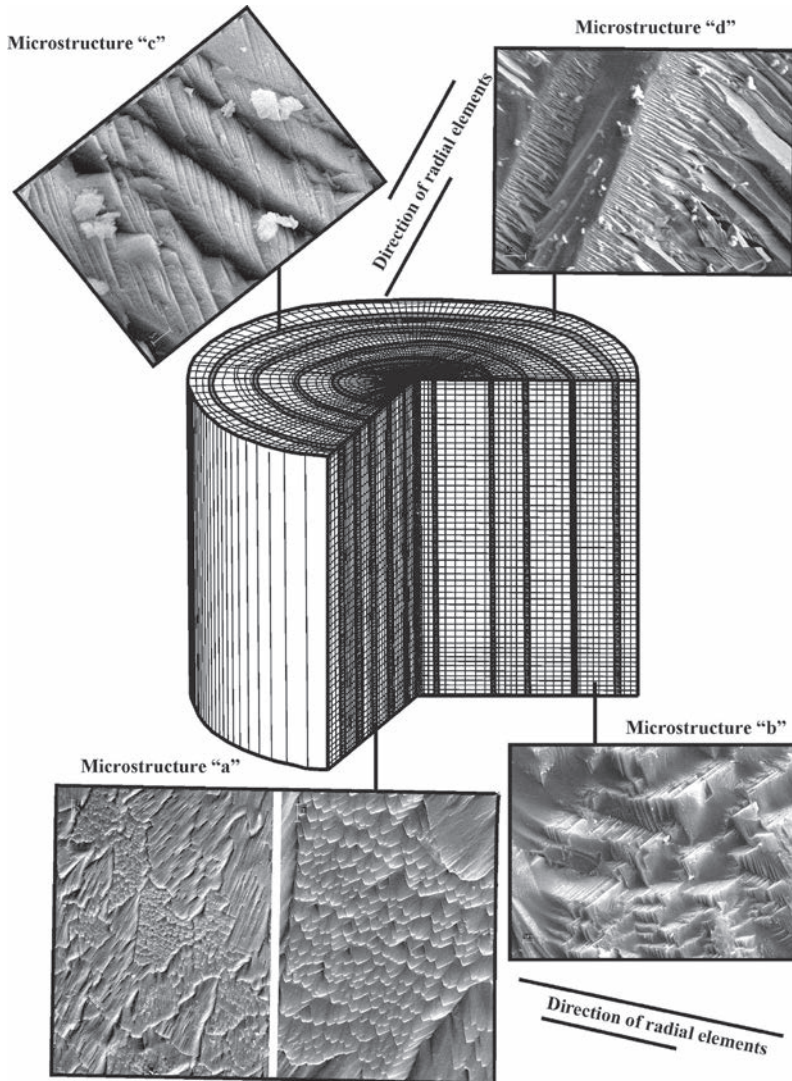 Microstructure “c”
Microstructure “d”
Direction of radial elements
Microstructure “b”
Microstructure “a”
Direction of radial elements